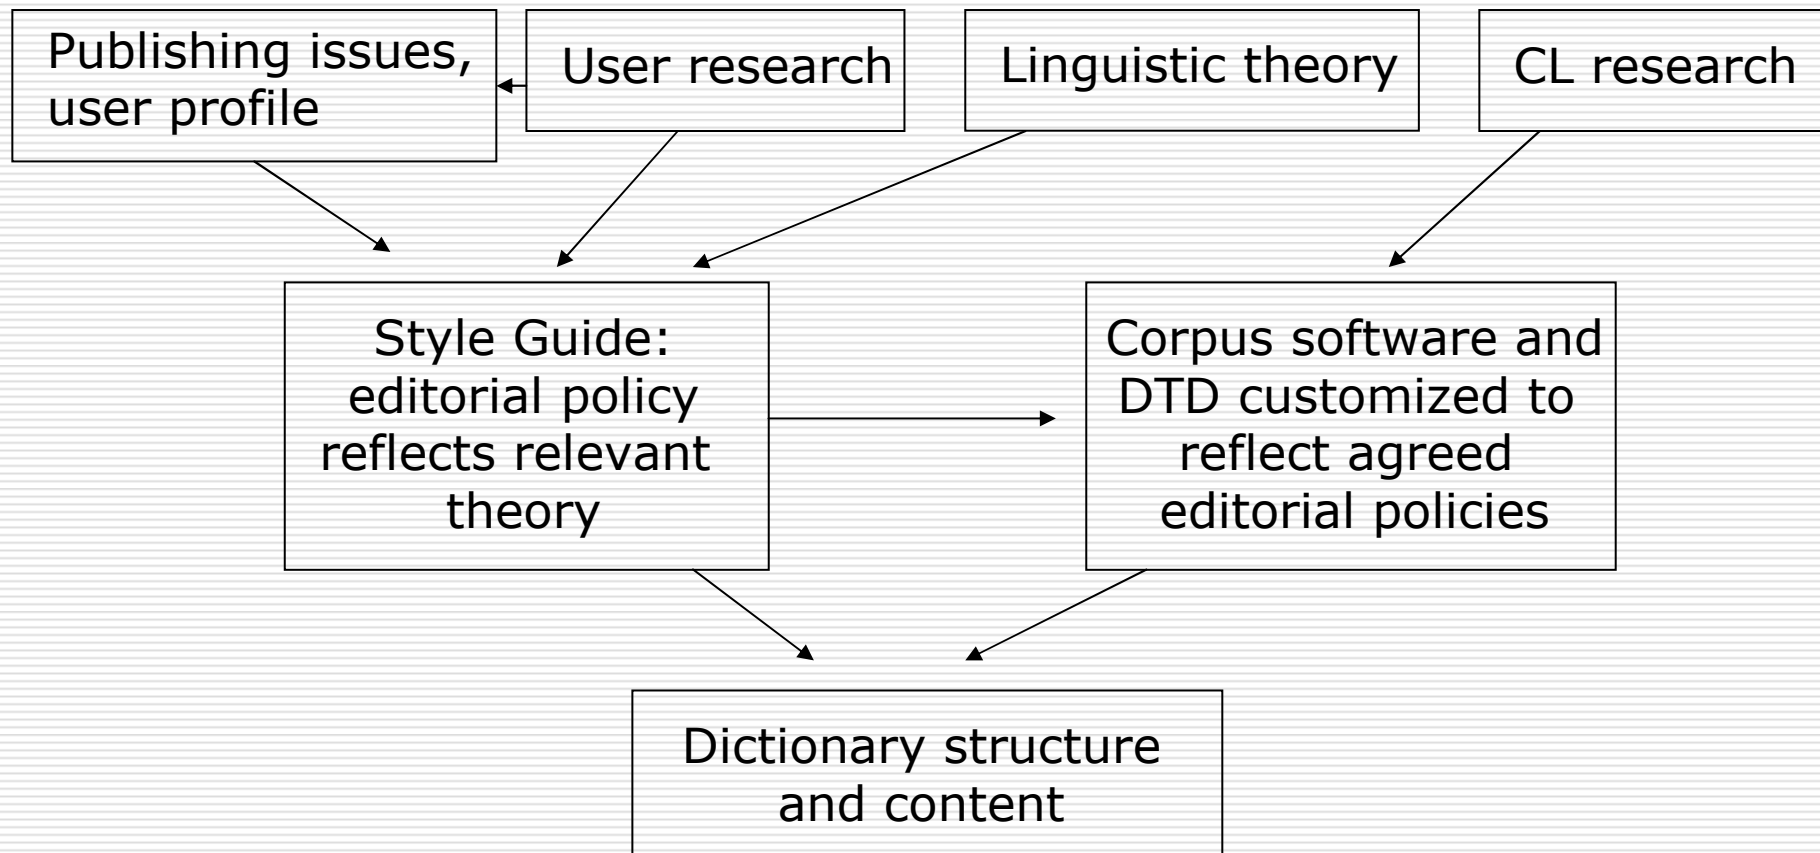 Publishing issues,
user profile
User research
Linguistic theory
CL research
Style Guide:
editorial policy
reflects relevant
theory
Corpus software and
DTD customized to
reflect agreed
editorial policies
Dictionary structure
and content